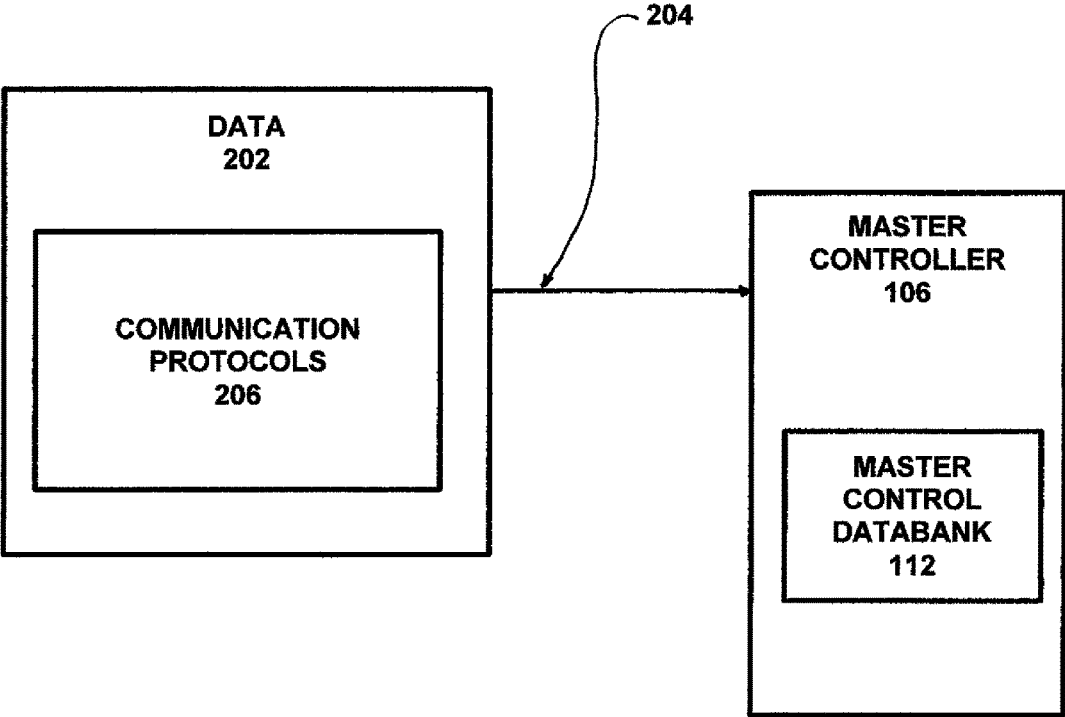 204
DATA
202
COMMUNICATION
PROTOCOLS
206
MASTER
CONTROLLER
106
MASTER
CONTROL
DATABANK
112